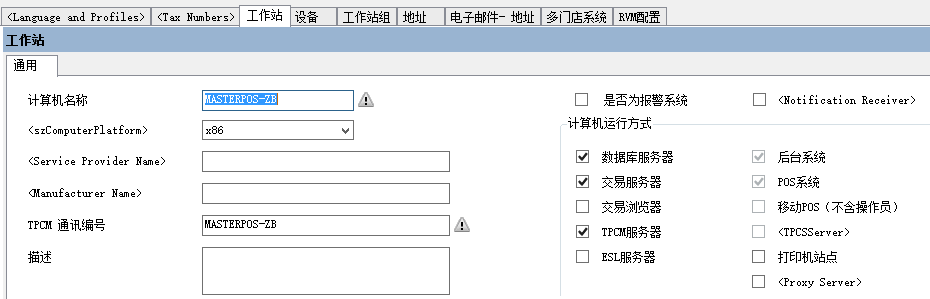 <Language and Profiles> <Tax Numbers> 工作站 设备 工作站组 地址 电子邮件- 地址 多门店系统 RVM配置
工作站
通用
计算机名称 MASTERPOS-ZB
<szComputerPlatform> x86
<Service Provider Name>
<Manufacturer Name>
TPCM 通讯编号 MASTERPOS-ZB
描述
是否为报警系统 <Notification Receiver>
计算机运行方式
数据库服务器 后台系统
交易服务器 POS系统
交易浏览器 移动POS（不含操作员）
TPCM服务器 <TPCSServer>
ESL服务器 打印机站点
<Proxy Server>